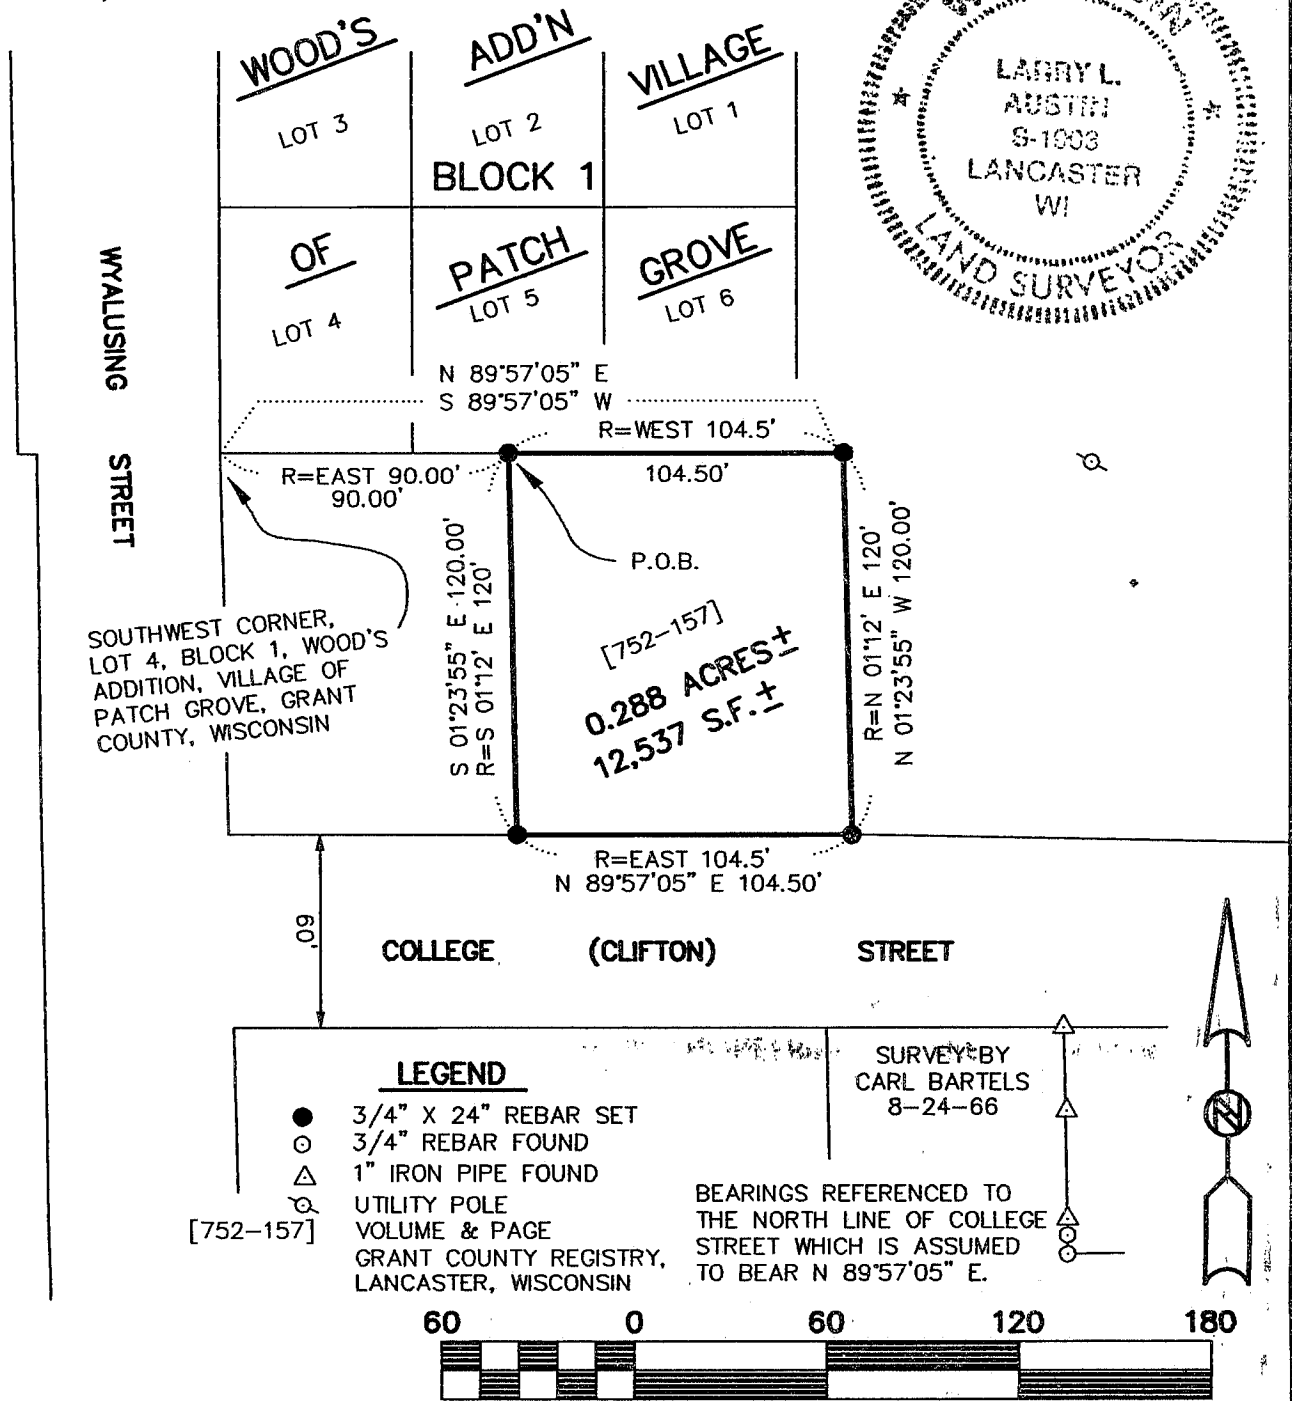 WOOD'S ADD'N VILLAGE
LOT 3 LOT 2 LOT 1
BLOCK 1
OF PATCH GROVE
LOT 4 LOT 5 LOT 6
LARRY L.
AUSTIN
S-1903
LANCASTER
WI
LAND SURVEYOR
WYALUSING STREET
N 89°57'05" E
S 89°57'05" W
R=WEST 104.5'
104.50'
R=EAST 90.00'
90.00'
P.O.B.
S 01°23'55" E 120.00'
R=S 01°12' E 120'
[752-157]
0.288 ACRES±
12,537 S.F.±
R=N 01°12' E 120'
N 01°23'55" W 120.00'
SOUTHWEST CORNER,
LOT 4, BLOCK 1, WOOD'S
ADDITION, VILLAGE OF
PATCH GROVE, GRANT
COUNTY, WISCONSIN
R=EAST 104.5'
N 89°57'05" E 104.50'
60'
COLLEGE (CLIFTON) STREET
LEGEND
3/4" X 24" REBAR SET
3/4" REBAR FOUND
1" IRON PIPE FOUND
UTILITY POLE
[752-157] VOLUME & PAGE
GRANT COUNTY REGISTRY,
LANCASTER, WISCONSIN
SURVEY BY
CARL BARTELS
8-24-66
BEARINGS REFERENCED TO
THE NORTH LINE OF COLLEGE
STREET WHICH IS ASSUMED
TO BEAR N 89°57'05" E.
N
60 0 60 120 180